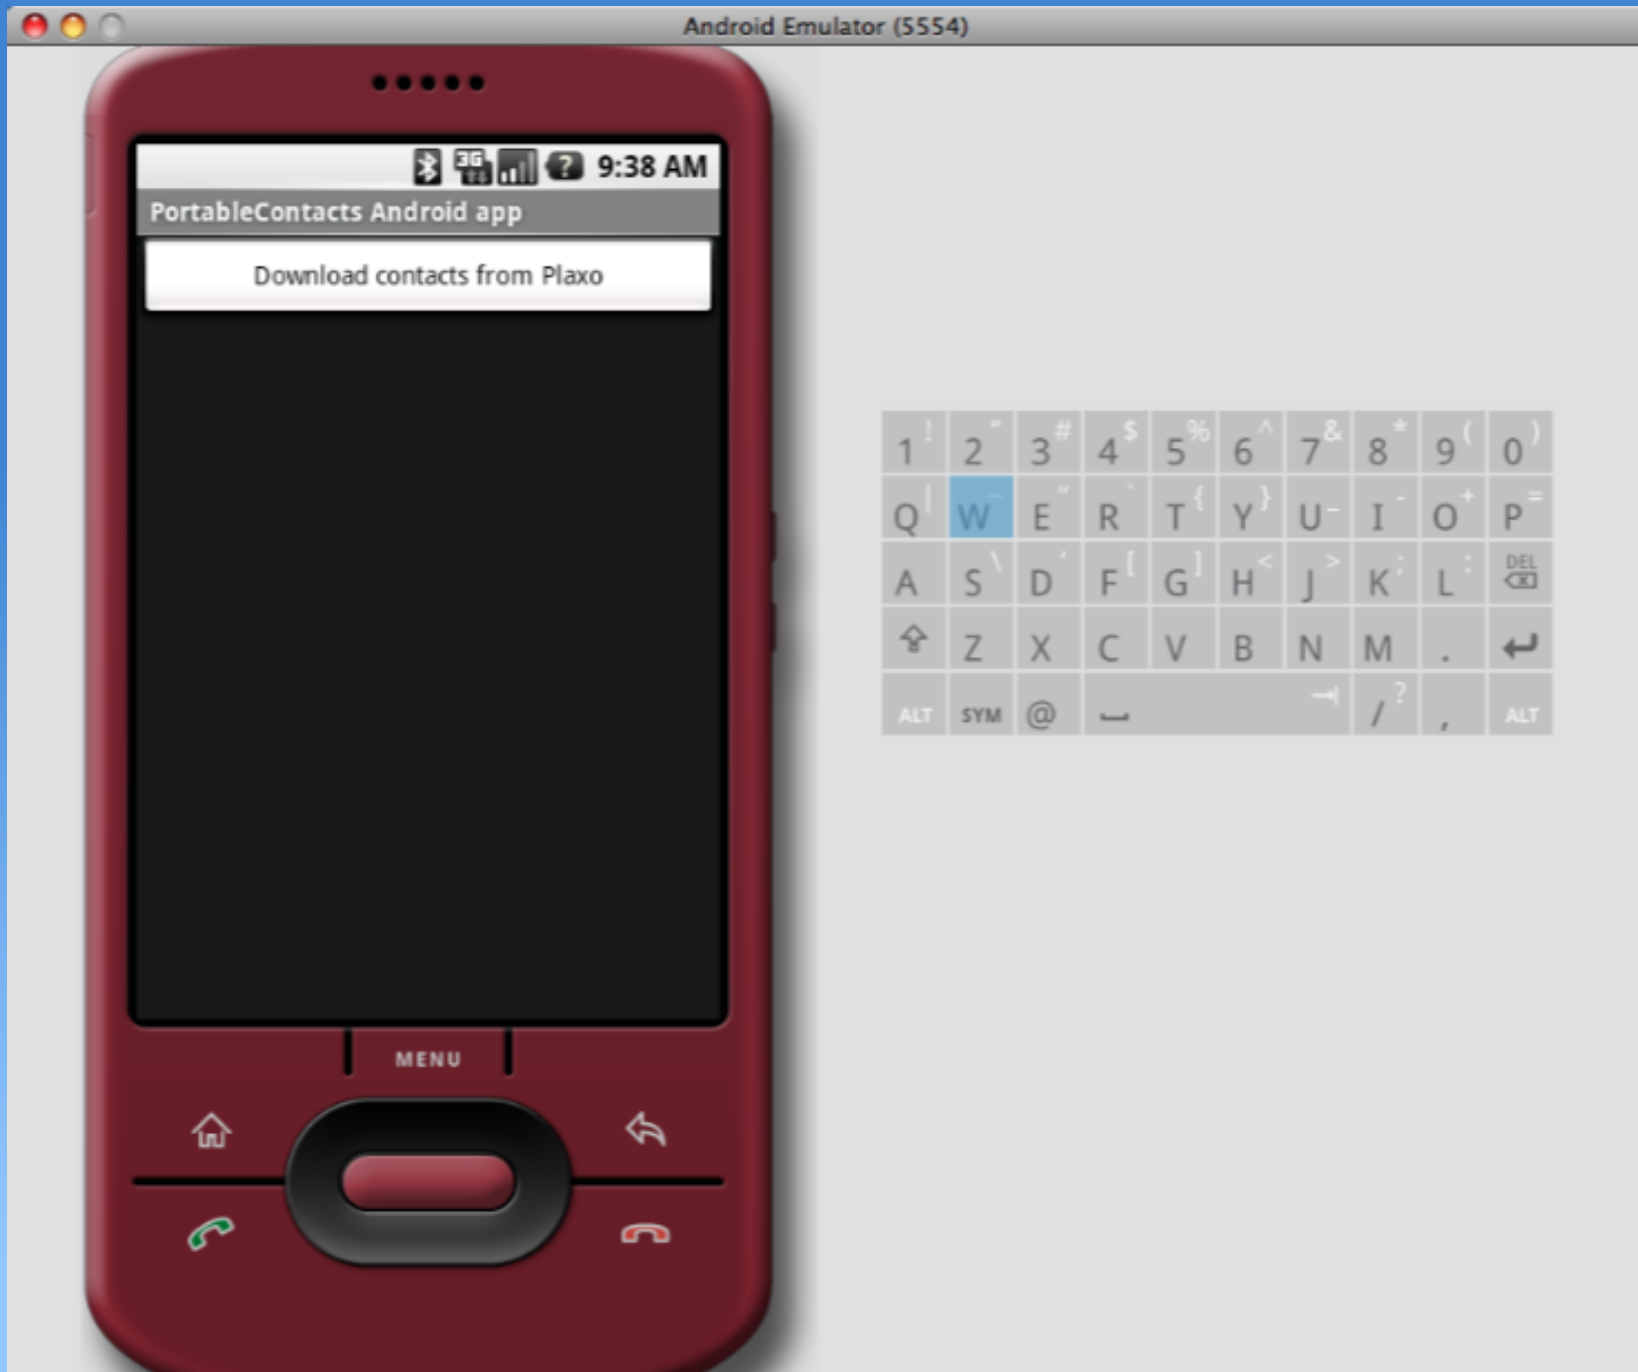 Android Emulator (5554)
3G ? 9:38 AM
PortableContacts Android app
Download contacts from Plaxo
MENU
1 ! 2 “ 3 # 4 $ 5 % 6 ^ 7 & 8 * 9 ( 0 )
Q | W ~ E ” R ` T { Y } U _ I - O + P =
A S \ D ‘ F [ G ] H < J > K ; L : DEL
Z X C V B N M .
ALT SYM @ / ? , ALT